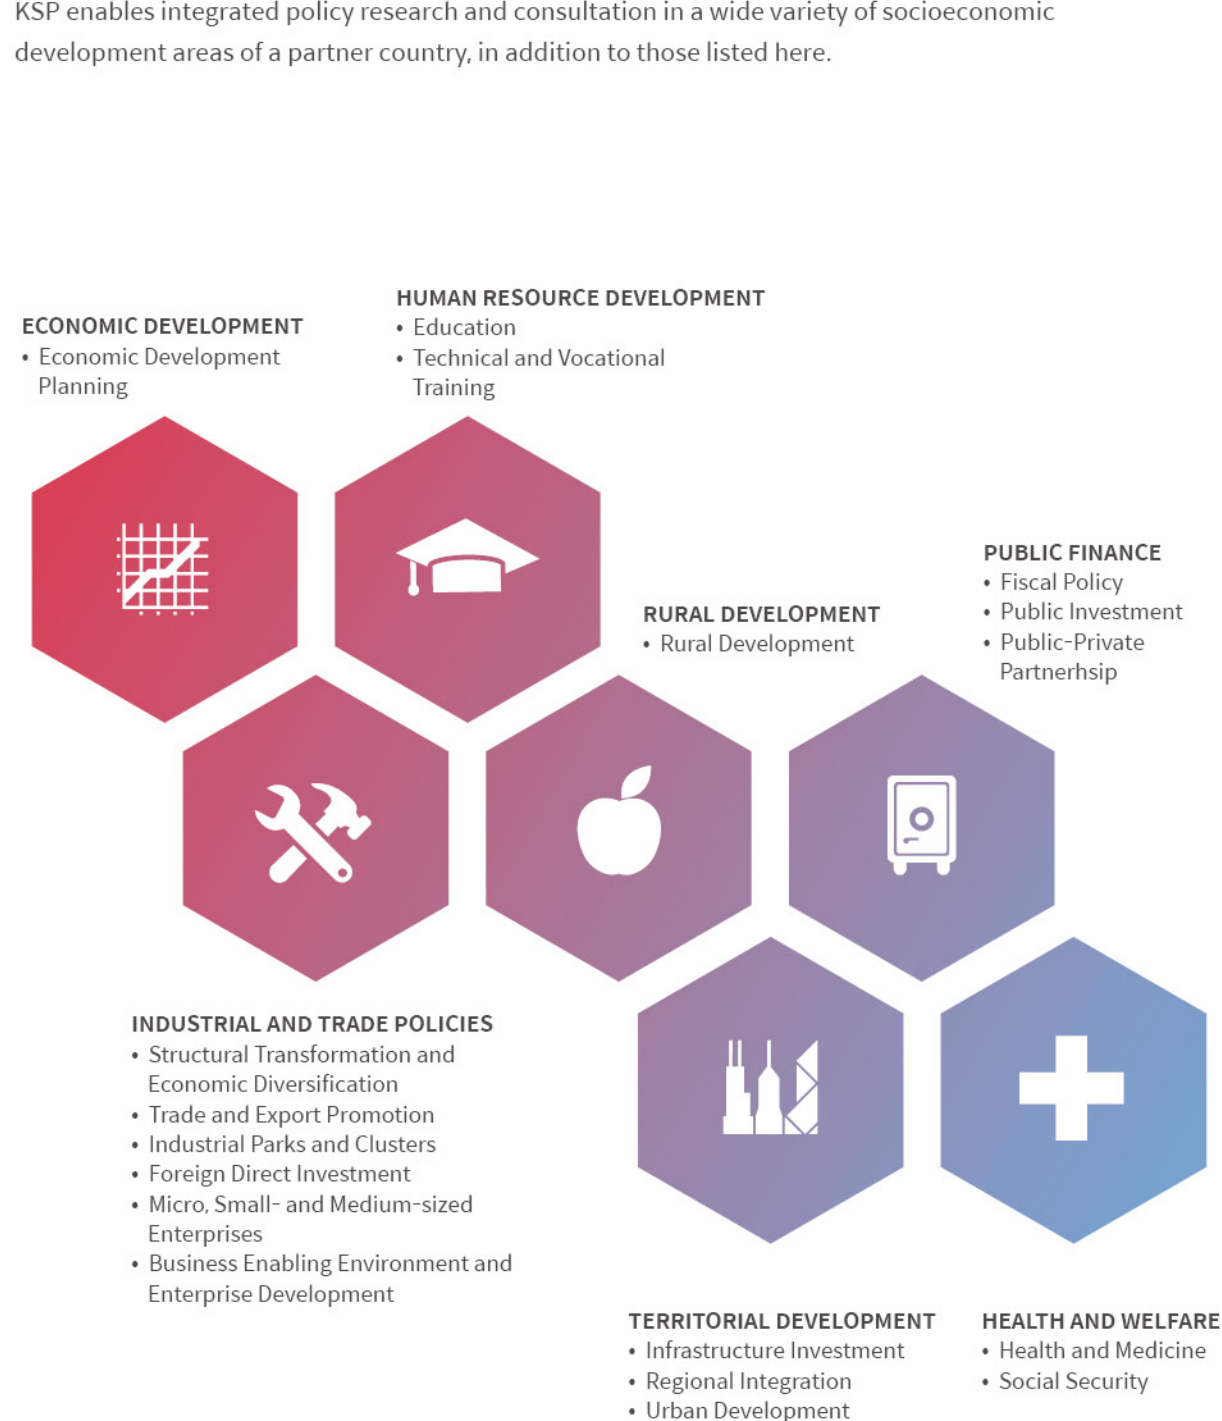 KSP enables integrated policy research and consultation in a wide variety of socioeconomic
development areas of a partner country, in addition to those listed here.
ECONOMIC DEVELOPMENT
• Economic Development
Planning
HUMAN RESOURCE DEVELOPMENT
• Education
• Technical and Vocational
Training
RURAL DEVELOPMENT
• Rural Development
PUBLIC FINANCE
• Fiscal Policy
• Public Investment
• Public-Private
Partnerhsip
INDUSTRIAL AND TRADE POLICIES
• Structural Transformation and
Economic Diversification
• Trade and Export Promotion
• Industrial Parks and Clusters
• Foreign Direct Investment
• Micro, Small- and Medium-sized
Enterprises
• Business Enabling Environment and
Enterprise Development
TERRITORIAL DEVELOPMENT
• Infrastructure Investment
• Regional Integration
• Urban Development
HEALTH AND WELFARE
• Health and Medicine
• Social Security